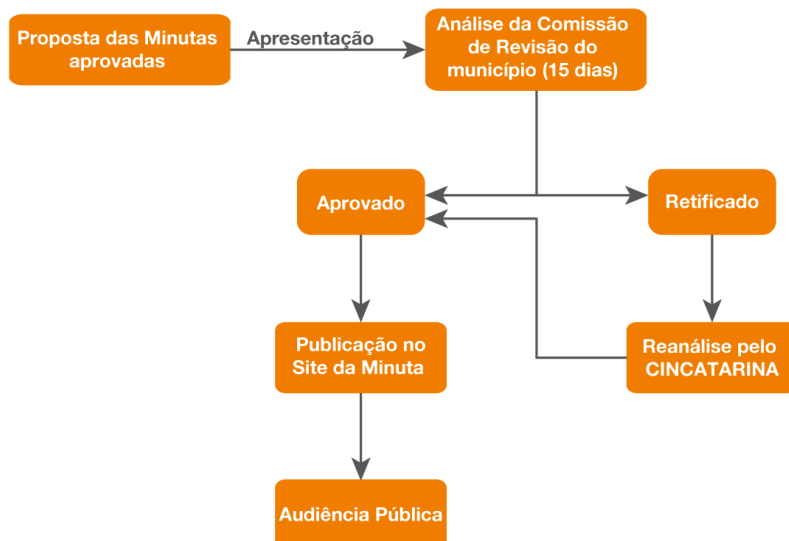 Proposta das Minutas
aprovadas
Apresentação
Análise da Comissão
de Revisão do
município (15 dias)
Aprovado
Retificado
Publicação no
Site da Minuta
Reanálise pelo
CINCATARINA
Audiência Pública